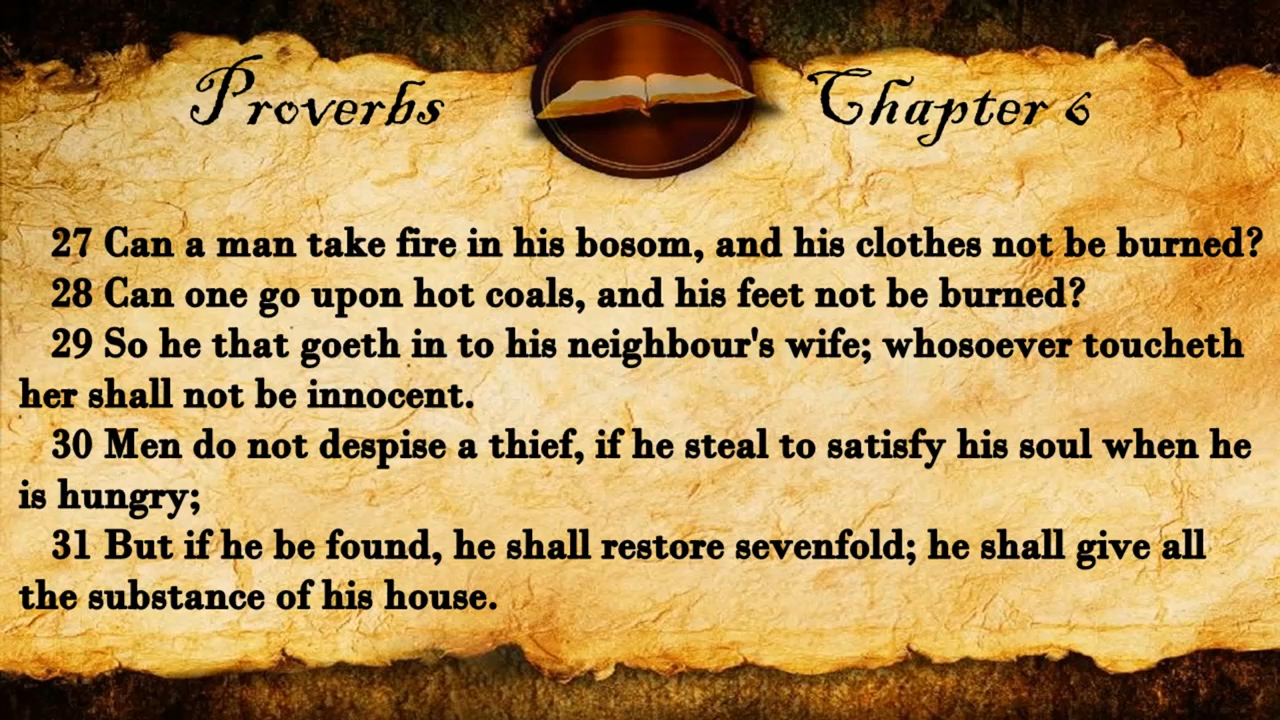 Proverbs Chapter 6
27 Can a man take fire in his bosom, and his clothes not be burned?
28 Can one go upon hot coals, and his feet not be burned?
29 So he that goeth in to his neighbour's wife; whosoever toucheth
her shall not be innocent.
30 Men do not despise a thief, if he steal to satisfy his soul when he
is hungry;
31 But if he be found, he shall restore sevenfold; he shall give all
the substance of his house.